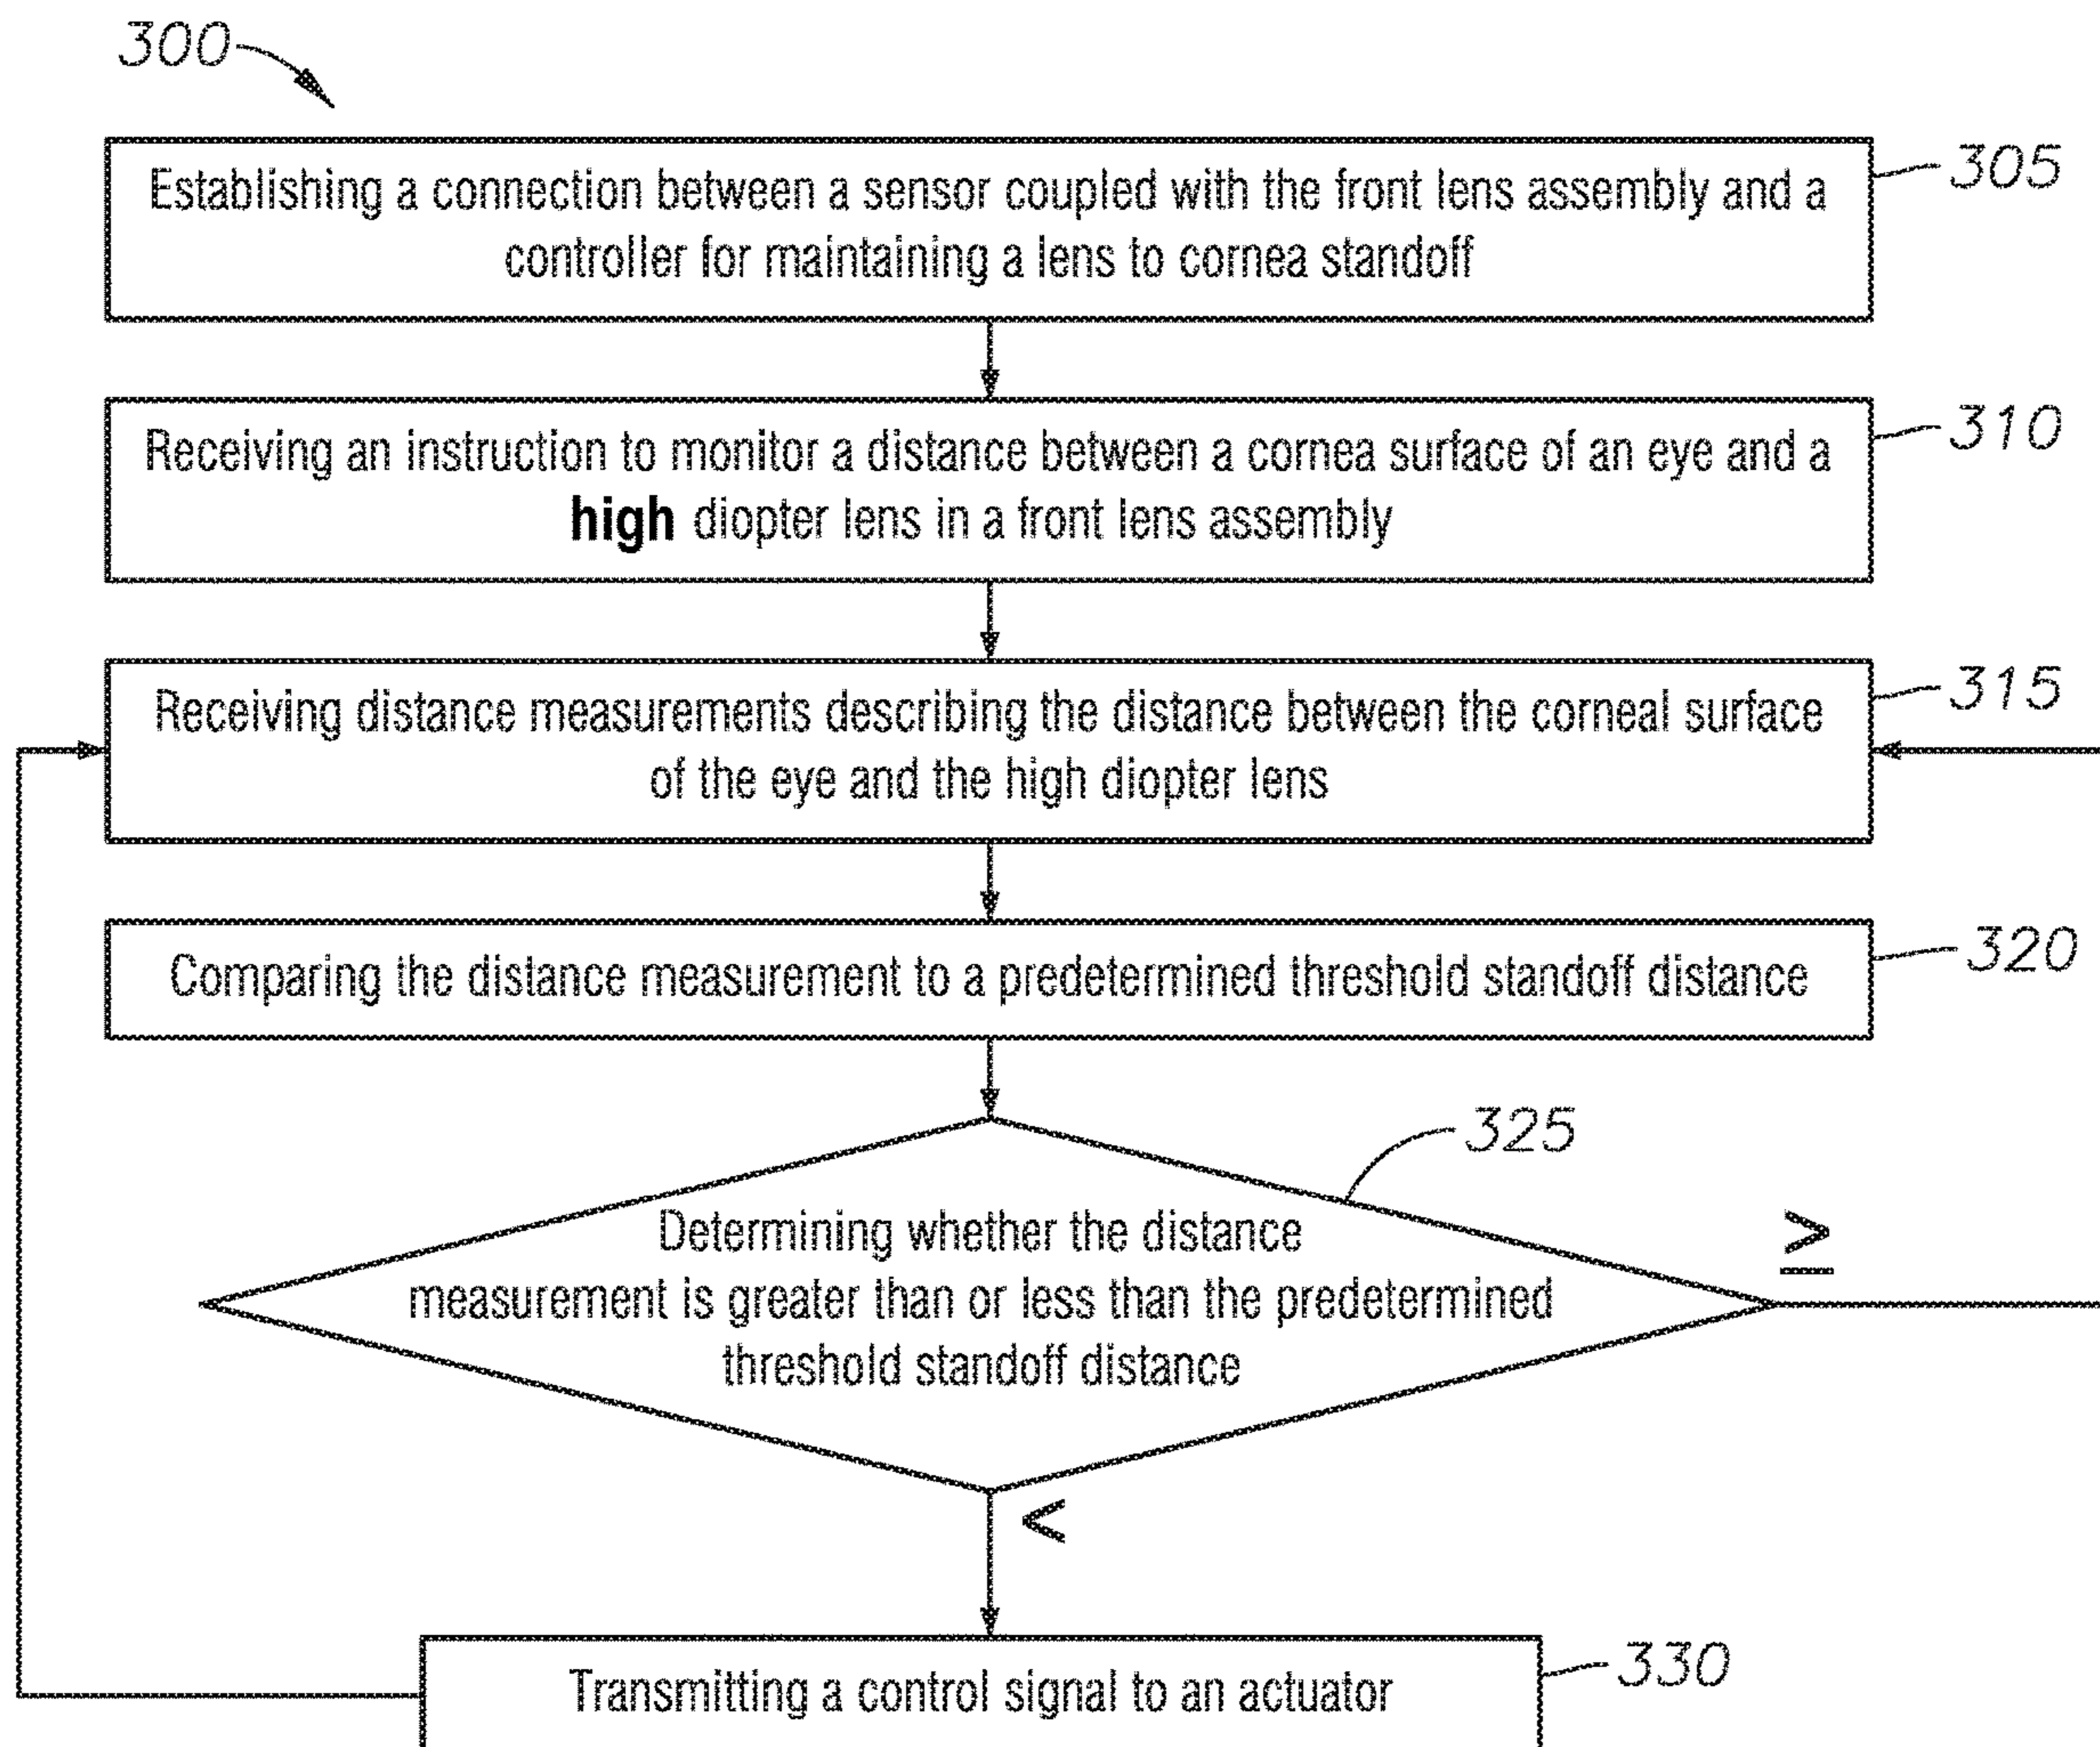 300
Establishing a connection between a sensor coupled with the front lens assembly and a
controller for maintaining a lens to cornea standoff
305
Receiving an instruction to monitor a distance between a cornea surface of an eye and a
high diopter lens in a front lens assembly
310
Receiving distance measurements describing the distance between the corneal surface
of the eye and the high diopter lens
315
Comparing the distance measurement to a predetermined threshold standoff distance
320
325
Determining whether the distance
measurement is greater than or less than the predetermined
threshold standoff distance
≥
<
Transmitting a control signal to an actuator
330